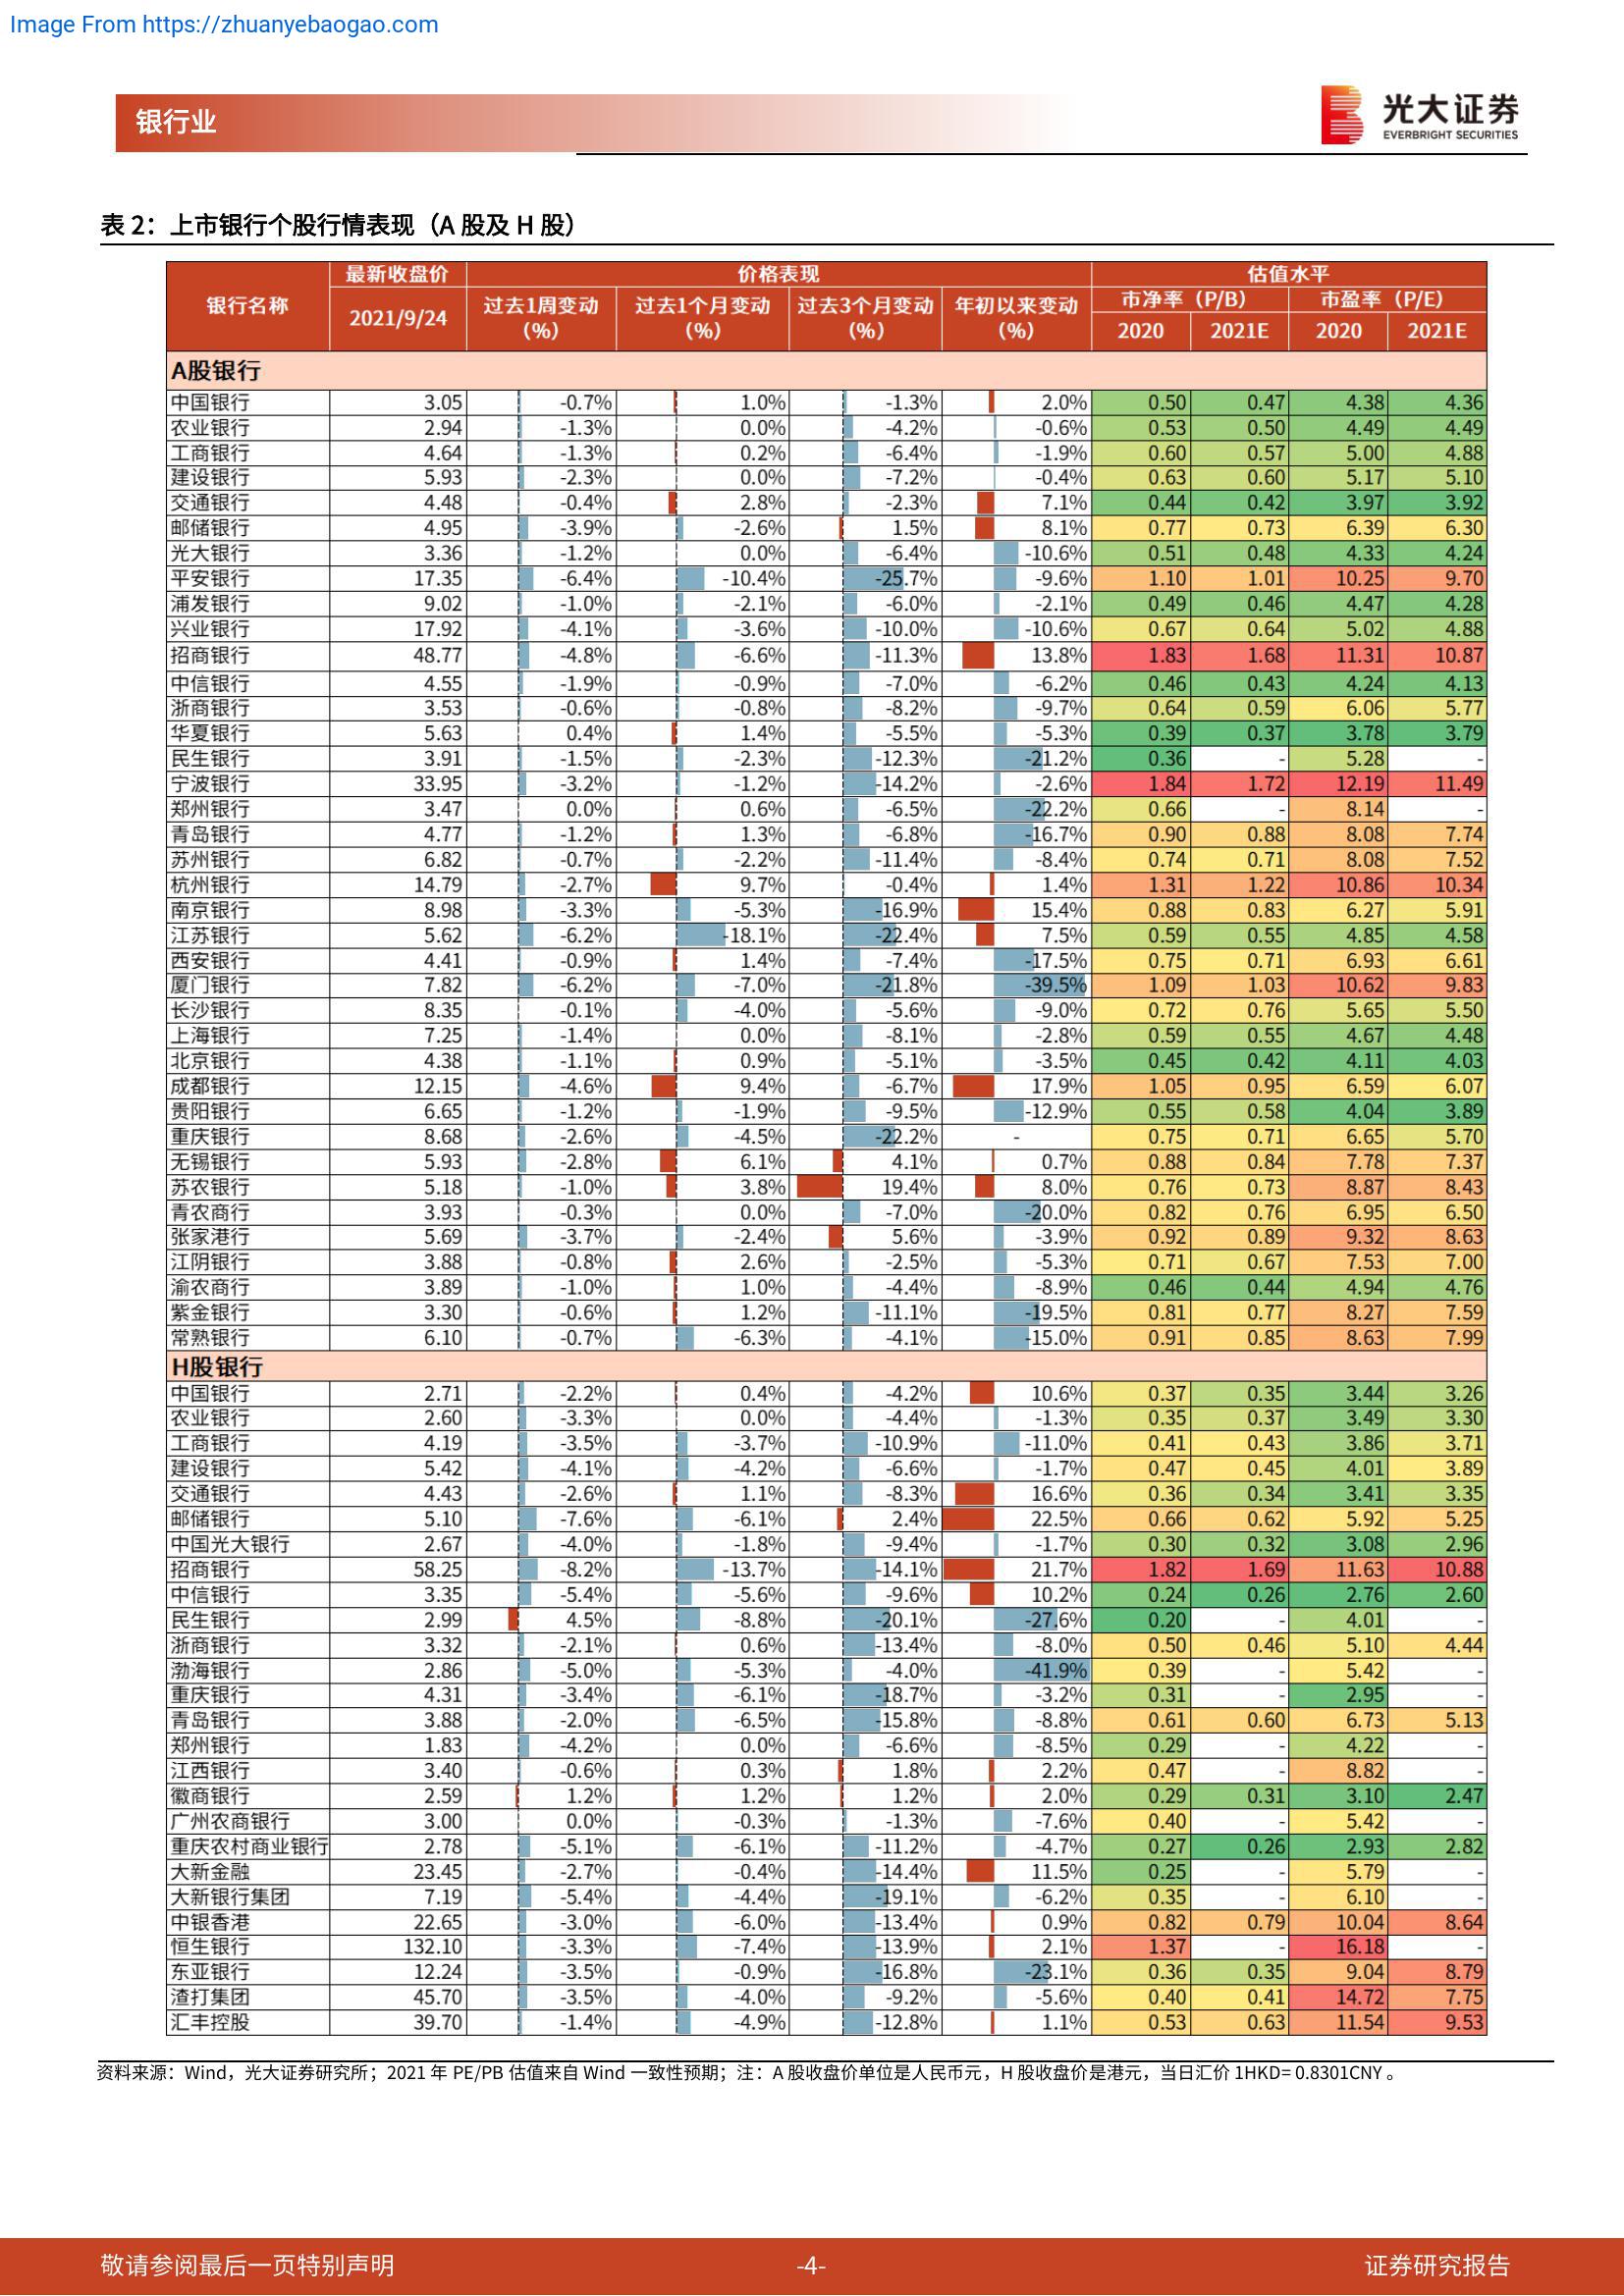 Image From https://zhuanyebaogao.com
银行业
光大证券
EVERBRIGHT SECURITIES
表 2：上市银行个股行情表现（A 股及 H 股）
银行名称 最新收盘价 价格表现 估值水平
2021/9/24 过去1周变动（%） 过去1个月变动（%） 过去3个月变动（%） 年初以来变动（%） 市净率（P/B） 市盈率（P/E）
2020 2021E 2020 2021E
A股银行
中国银行 3.05 -0.7% 1.0% -1.3% 2.0% 0.50 0.47 4.38 4.36
农业银行 2.94 -1.3% 0.0% -4.2% -0.6% 0.53 0.50 4.49 4.49
工商银行 4.64 -1.3% 0.2% -6.4% -1.9% 0.60 0.57 5.00 4.88
建设银行 5.93 -2.3% 0.0% -7.2% -0.4% 0.63 0.60 5.17 5.10
交通银行 4.48 -0.4% 2.8% -2.3% 7.1% 0.44 0.42 3.97 3.92
邮储银行 4.95 -3.9% -2.6% 1.5% 8.1% 0.77 0.73 6.39 6.30
光大银行 3.36 -1.2% 0.0% -6.4% -10.6% 0.51 0.48 4.33 4.24
平安银行 17.35 -6.4% -10.4% -25.7% -9.6% 1.10 1.01 10.25 9.70
浦发银行 9.02 -1.0% -2.1% -6.0% -2.1% 0.49 0.46 4.47 4.28
兴业银行 17.92 -4.1% -3.6% -10.0% -10.6% 0.67 0.64 5.02 4.88
招商银行 48.77 -4.8% -6.6% -11.3% 13.8% 1.83 1.68 11.31 10.87
中信银行 4.55 -1.9% -0.9% -7.0% -6.2% 0.46 0.43 4.24 4.13
浙商银行 3.53 -0.6% -0.8% -8.2% -9.7% 0.64 0.59 6.06 5.77
华夏银行 5.63 0.4% 1.4% -5.5% -5.3% 0.39 0.37 3.78 3.79
民生银行 3.91 -1.5% -2.3% -12.3% -21.2% 0.36 - 5.28 -
宁波银行 33.95 -3.2% -1.2% -14.2% -2.6% 1.84 1.72 12.19 11.49
郑州银行 3.47 0.0% 0.6% -6.5% -22.2% 0.66 - 8.14 -
青岛银行 4.77 -1.2% 1.3% -6.8% -16.7% 0.90 0.88 8.08 7.74
苏州银行 6.82 -0.7% -2.2% -11.4% -8.4% 0.74 0.71 8.08 7.52
杭州银行 14.79 -2.7% 9.7% -0.4% 1.4% 1.31 1.22 10.86 10.34
南京银行 8.98 -3.3% -5.3% -16.9% 15.4% 0.88 0.83 6.27 5.91
江苏银行 5.62 -6.2% -18.1% -22.4% 7.5% 0.59 0.55 4.85 4.58
西安银行 4.41 -0.9% 1.4% -7.4% -17.5% 0.75 0.71 6.93 6.61
厦门银行 7.82 -6.2% -7.0% -21.8% -39.5% 1.09 1.03 10.62 9.83
长沙银行 8.35 -0.1% -4.0% -5.6% -9.0% 0.72 0.76 5.65 5.50
上海银行 7.25 -1.4% 0.0% -8.1% -2.8% 0.59 0.55 4.67 4.48
北京银行 4.38 -1.1% 0.9% -5.1% -3.5% 0.45 0.42 4.11 4.03
成都银行 12.15 -4.6% 9.4% -6.7% 17.9% 1.05 0.95 6.59 6.07
贵阳银行 6.65 -1.2% -1.9% -9.5% -12.9% 0.55 0.58 4.04 3.89
重庆银行 8.68 -2.6% -4.5% -22.2% - 0.75 0.71 6.65 5.70
无锡银行 5.93 -2.8% 6.1% 4.1% 0.7% 0.88 0.84 7.78 7.37
苏农银行 5.18 -1.0% 3.8% 19.4% 8.0% 0.76 0.73 8.87 8.43
青农商行 3.93 -0.3% 0.0% -7.0% -20.0% 0.82 0.76 6.95 6.50
张家港行 5.69 -3.7% -2.4% 5.6% -3.9% 0.92 0.89 9.32 8.63
江阴银行 3.88 -0.8% 2.6% -2.5% -5.3% 0.71 0.67 7.53 7.00
渝农商行 3.89 -1.0% 1.0% -4.4% -8.9% 0.46 0.44 4.94 4.76
紫金银行 3.30 -0.6% 1.2% -11.1% -19.5% 0.81 0.77 8.27 7.59
常熟银行 6.10 -0.7% -6.3% -4.1% -15.0% 0.91 0.85 8.63 7.99
H股银行
中国银行 2.71 -2.2% 0.4% -4.2% 10.6% 0.37 0.35 3.44 3.26
农业银行 2.60 -3.3% 0.0% -4.4% -1.3% 0.35 0.37 3.49 3.30
工商银行 4.19 -3.5% -3.7% -10.9% -11.0% 0.41 0.43 3.86 3.71
建设银行 5.42 -4.1% -4.2% -6.6% -1.7% 0.47 0.45 4.01 3.89
交通银行 4.43 -2.6% 1.1% -8.3% 16.6% 0.36 0.34 3.41 3.35
邮储银行 5.10 -7.6% -6.1% 2.4% 22.5% 0.66 0.62 5.92 5.25
中国光大银行 2.67 -4.0% -1.8% -9.4% -1.7% 0.30 0.32 3.08 2.96
招商银行 58.25 -8.2% -13.7% -14.1% 21.7% 1.82 1.69 11.63 10.88
中信银行 3.35 -5.4% -5.6% -9.6% 10.2% 0.24 0.26 2.76 2.60
民生银行 2.99 4.5% -8.8% -20.1% -27.6% 0.20 - 4.01 -
浙商银行 3.32 -2.1% 0.6% -13.4% -8.0% 0.50 0.46 5.10 4.44
渤海银行 2.86 -5.0% -5.3% -4.0% -41.9% 0.39 - 5.42 -
重庆银行 4.31 -3.4% -6.1% -18.7% -3.2% 0.31 - 2.95 -
青岛银行 3.88 -2.0% -6.5% -15.8% -8.8% 0.61 0.60 6.73 5.13
郑州银行 1.83 -4.2% 0.0% -6.6% -8.5% 0.29 - 4.22 -
江西银行 3.40 -0.6% 0.3% 1.8% 2.2% 0.47 - 8.82 -
徽商银行 2.59 1.2% 1.2% 1.2% 2.0% 0.29 0.31 3.10 2.47
广州农商银行 3.00 0.0% -0.3% -1.3% -7.6% 0.40 - 5.42 -
重庆农村商业银行 2.78 -5.1% -6.1% -11.2% -4.7% 0.27 0.26 2.93 2.82
大新金融 23.45 -2.7% -0.4% -14.4% 11.5% 0.25 - 5.79 -
大新银行集团 7.19 -5.4% -4.4% -19.1% -6.2% 0.35 - 6.10 -
中银香港 22.65 -3.0% -6.0% -13.4% 0.9% 0.82 0.79 10.04 8.64
恒生银行 132.10 -3.3% -7.4% -13.9% 2.1% 1.37 - 16.18 -
东亚银行 12.24 -3.5% -0.9% -16.8% -23.1% 0.36 0.35 9.04 8.79
渣打集团 45.70 -3.5% -4.0% -9.2% -5.6% 0.40 0.41 14.72 7.75
汇丰控股 39.70 -1.4% -4.9% -12.8% 1.1% 0.53 0.63 11.54 9.53
资料来源：Wind，光大证券研究所；2021 年 PE/PB 估值来自 Wind 一致性预期；注：A 股收盘价单位是人民币元，H 股收盘价是港元，当日汇价 1HKD= 0.8301CNY 。
敬请参阅最后一页特别声明 -4- 证券研究报告